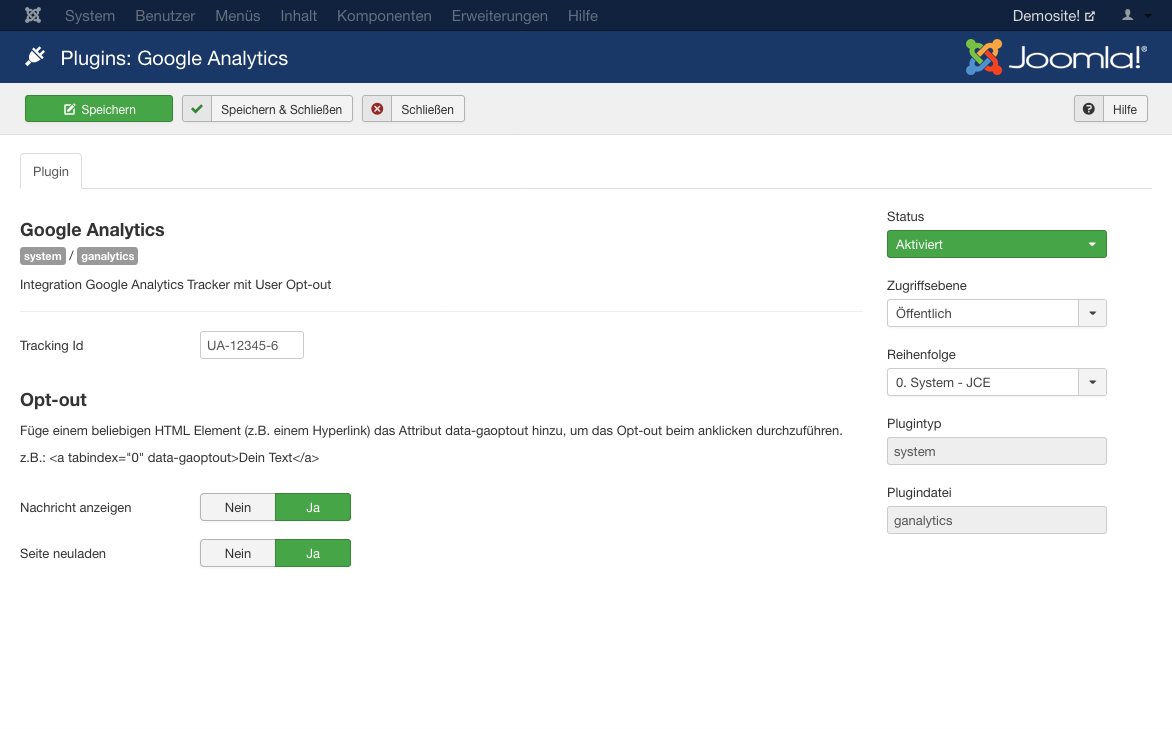 System Benutzer Menüs Inhalt Komponenten Erweiterungen Hilfe Demosite!
Plugins: Google Analytics Joomla!®
Speichern Speichern & Schließen Schließen Hilfe
Plugin
Google Analytics
system / ganalytics
Integration Google Analytics Tracker mit User Opt-out
Tracking Id UA-12345-6
Opt-out
Füge einem beliebigen HTML Element (z.B. einem Hyperlink) das Attribut data-gaoptout hinzu, um das Opt-out beim anklicken durchzuführen.
z.B.: <a tabindex="0" data-gaoptout>Dein Text</a>
Nachricht anzeigen Nein Ja
Seite neuladen Nein Ja
Status
Aktiviert
Zugriffsebene
Öffentlich
Reihenfolge
0. System - JCE
Plugintyp
system
Plugindatei
ganalytics